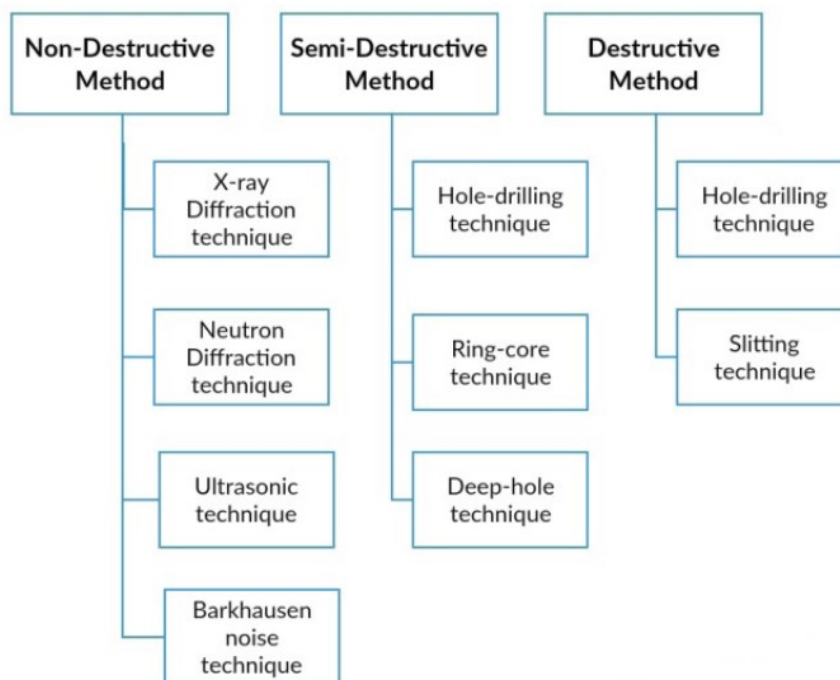 Non-Destructive
Method
X-ray
Diffraction
technique
Neutron
Diffraction
technique
Ultrasonic
technique
Barkhausen
noise
technique
Semi-Destructive
Method
Hole-drilling
technique
Ring-core
technique
Deep-hole
technique
Destructive
Method
Hole-drilling
technique
Slitting
technique